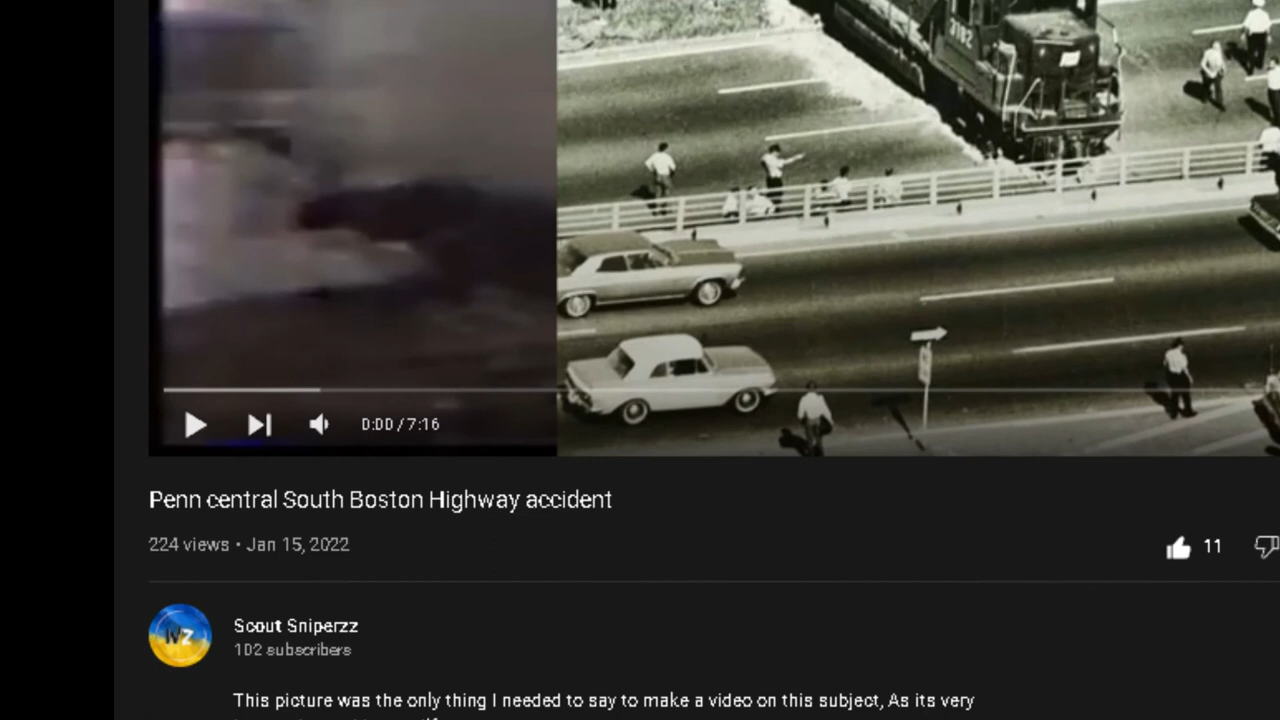 3182
0:00 / 7:16
Penn central South Boston Highway accident
224 views • Jan 15, 2022
11
NZ
Scout Sniperzz
102 subscribers
This picture was the only thing I needed to say to make a video on this subject, As its very